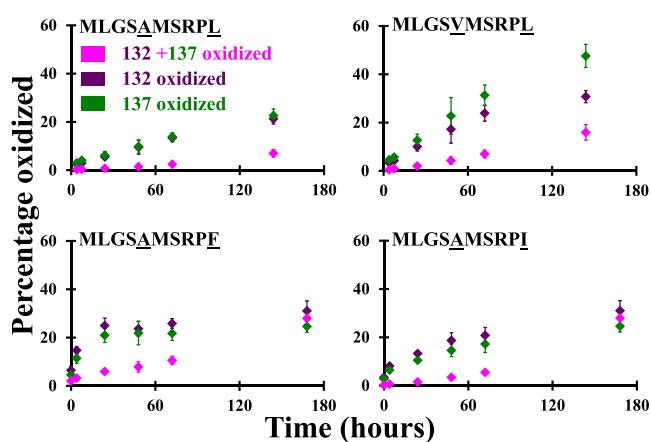 MLGSAMSRPL
132 +137 oxidized
132 oxidized
137 oxidized
60
40
20
0
0 60 120 180
MLGSVMSRPL
60
40
20
0
0 60 120 180
MLGSAMSRPF
60
40
20
0
0 60 120 180
MLGSAMSRPI
60
40
20
0
0 60 120 180
Percentage oxidized
Time (hours)